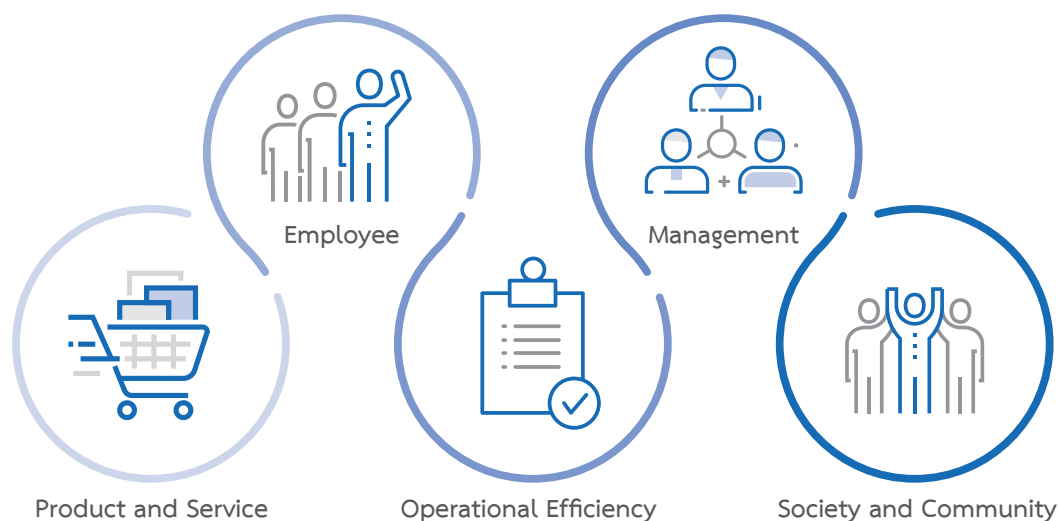 Employee
Management
Product and Service
Operational Efficiency
Society and Community